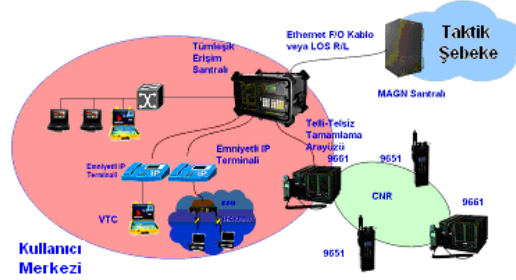 Ethernet F/O Kablo
veya LOS R/L
Taktik
Şebeke
Tümleşik
Erişim
Santralı
MAGN Santralı
Telli-Telsiz
Tamamlama
Arayüzü
9661
9651
Emniyetli IP
Terminali
Emniyetli IP
Terminali
CNR
9661
VTC
9651
Kullanıcı
Merkezi